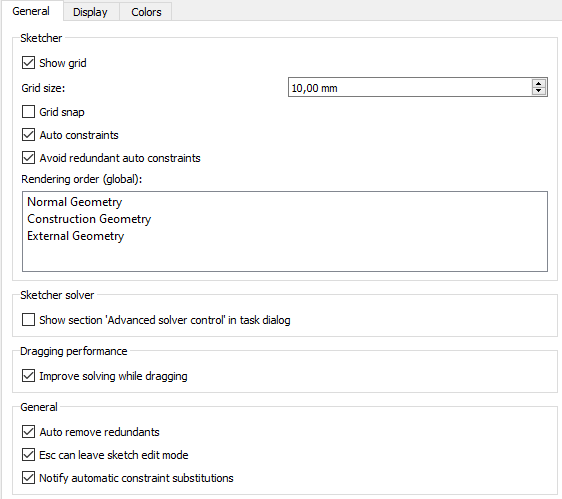 General Display Colors
Sketcher
Show grid
Grid size: 10,00 mm
Grid snap
Auto constraints
Avoid redundant auto constraints
Rendering order (global):
Normal Geometry
Construction Geometry
External Geometry
Sketcher solver
Show section 'Advanced solver control' in task dialog
Dragging performance
Improve solving while dragging
General
Auto remove redundants
Esc can leave sketch edit mode
Notify automatic constraint substitutions